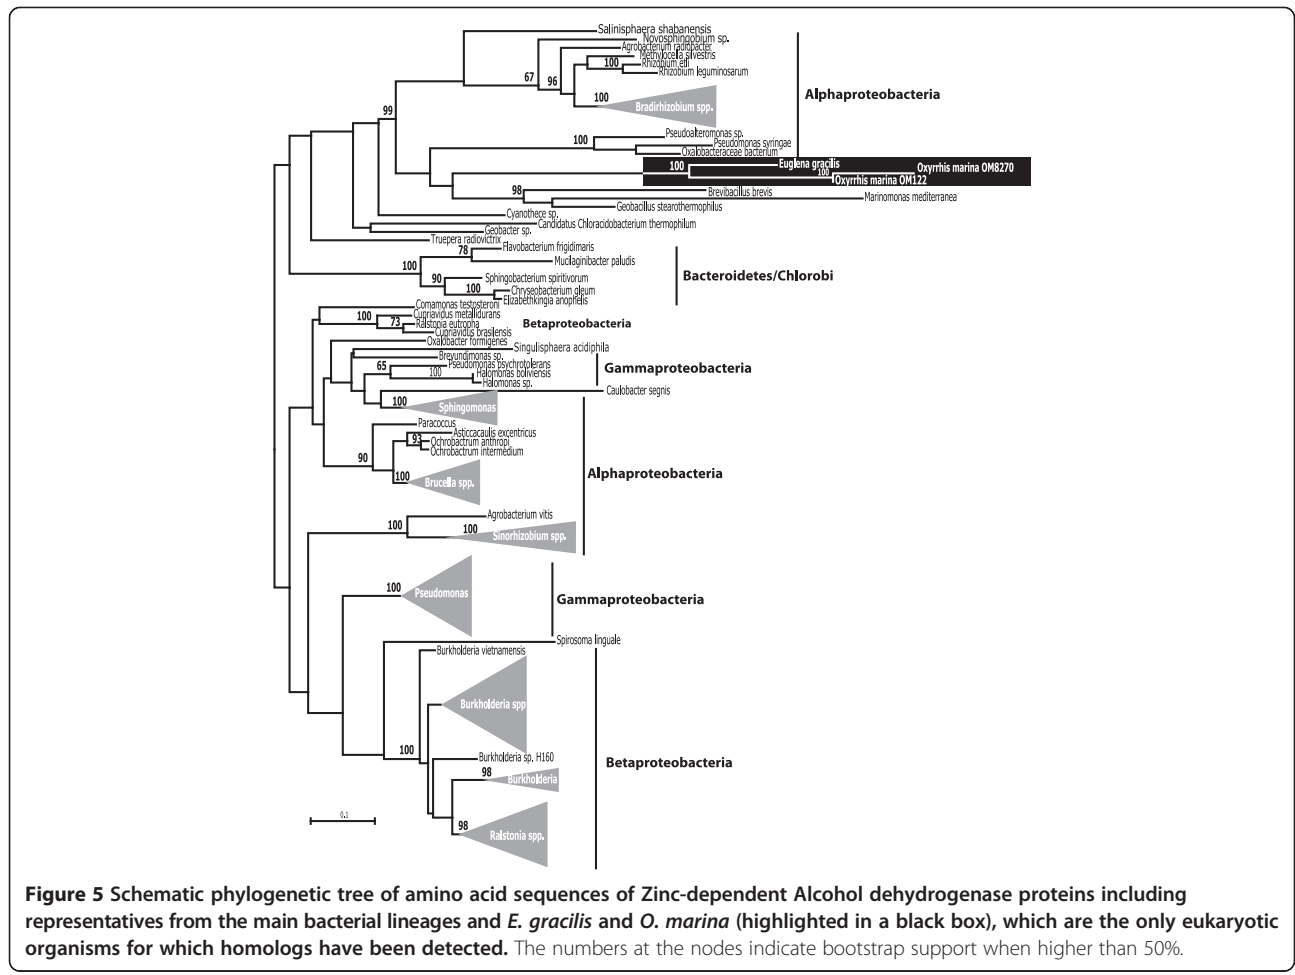 Salinisphaera shabanensis
Novosphingobium sp.
Agrobacterium radiobacter
Methylocella silvestris
100
Rhizobium etli
67
96
Rhizobium leguminosarum
100
Bradirhizobium spp.
Alphaproteobacteria
99
Pseudoalteromonas sp.
100
Pseudomonas syringae
Oxalobacteraceae bacterium
100
Euglena gracilis
Oxyrrhis marina OM8270
100
Oxyrrhis marina OM122
98
Brevibacillus brevis
Marinomonas mediterranea
Geobacillus stearothermophilus
Cyanothece sp.
Candidatus Chloracidobacterium thermophilum
Geobacter sp.
Truepera radiovictrix
78
Flavobacterium frigidimaris
Mucilaginibacter paludis
100
90
Sphingobacterium spiritivorum
Bacteroidetes/Chlorobi
100
Chryseobacterium gleum
Elizabethkingia anophelis
Comamonas testosteroni
100
Cupriavidus metallidurans
73
Ralstonia eutropha
Betaproteobacteria
Cupriavidus brasilensis
Oxalobacter formigenes
Singulisphaera acidiphila
Brevundimonas sp.
65
Pseudomonas psychrotolerans
100
Halomonas boliviensis
Gammaproteobacteria
Halomonas sp.
Caulobacter segnis
100
Sphingomonas
Paracoccus
Asticcacaulis excentricus
93
Ochrobactrum anthropi
Ochrobactrum intermedium
90
100
Brucella spp.
Alphaproteobacteria
Agrobacterium vitis
100
100
Sinorhizobium spp.
100
Pseudomonas
Gammaproteobacteria
Spirosoma linguale
Burkholderia vietnamensis
Burkholderia spp
100
Burkholderia sp. H160
Betaproteobacteria
98
Burkholderia
0.1
98
Ralstonia spp.
Figure 5 Schematic phylogenetic tree of amino acid sequences of Zinc-dependent Alcohol dehydrogenase proteins including
representatives from the main bacterial lineages and E. gracilis and O. marina (highlighted in a black box), which are the only eukaryotic
organisms for which homologs have been detected. The numbers at the nodes indicate bootstrap support when higher than 50%.